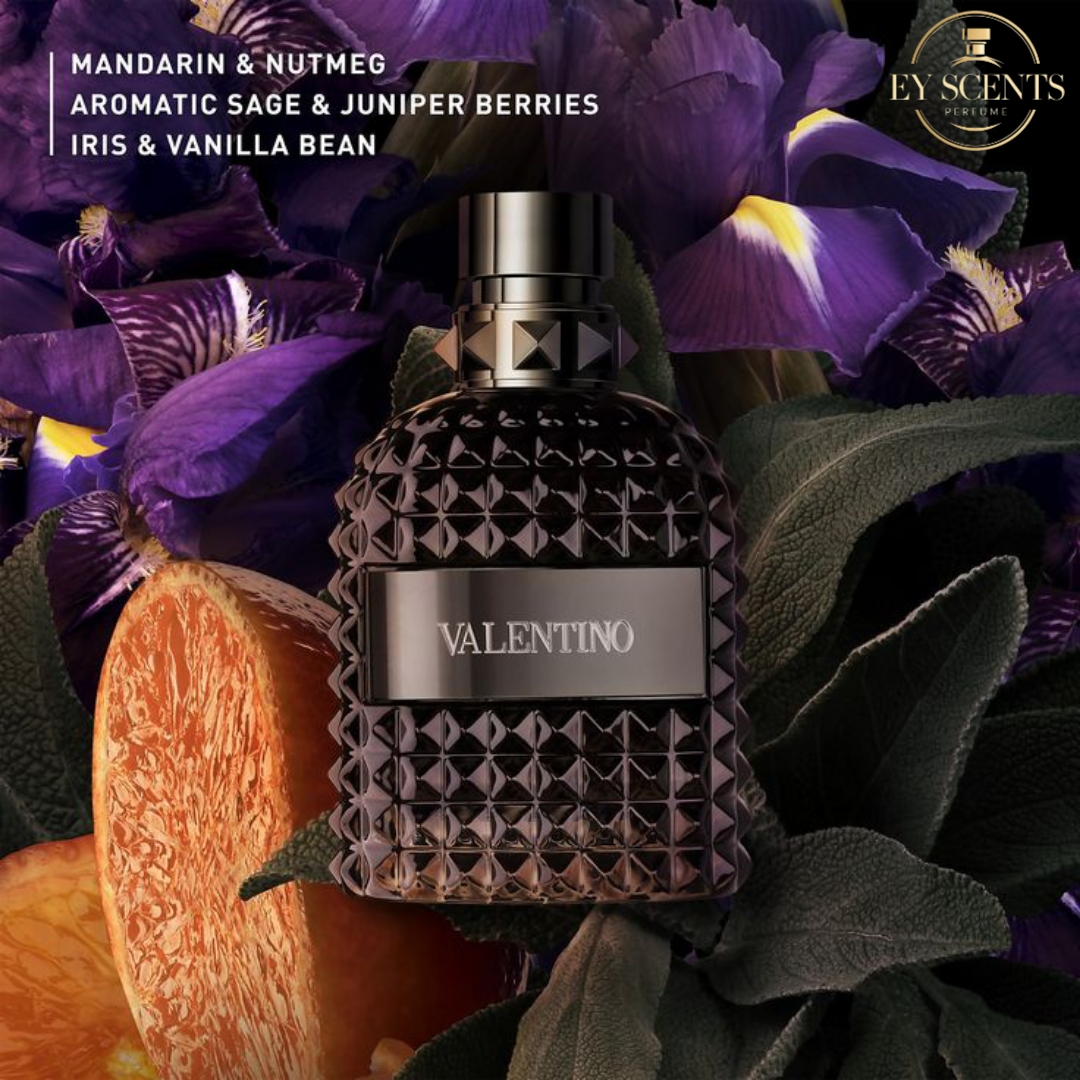 MANDARIN & NUTMEG
AROMATIC SAGE & JUNIPER BERRIES
IRIS & VANILLA BEAN
EY SCENTS
PERFUME
VALENTINO